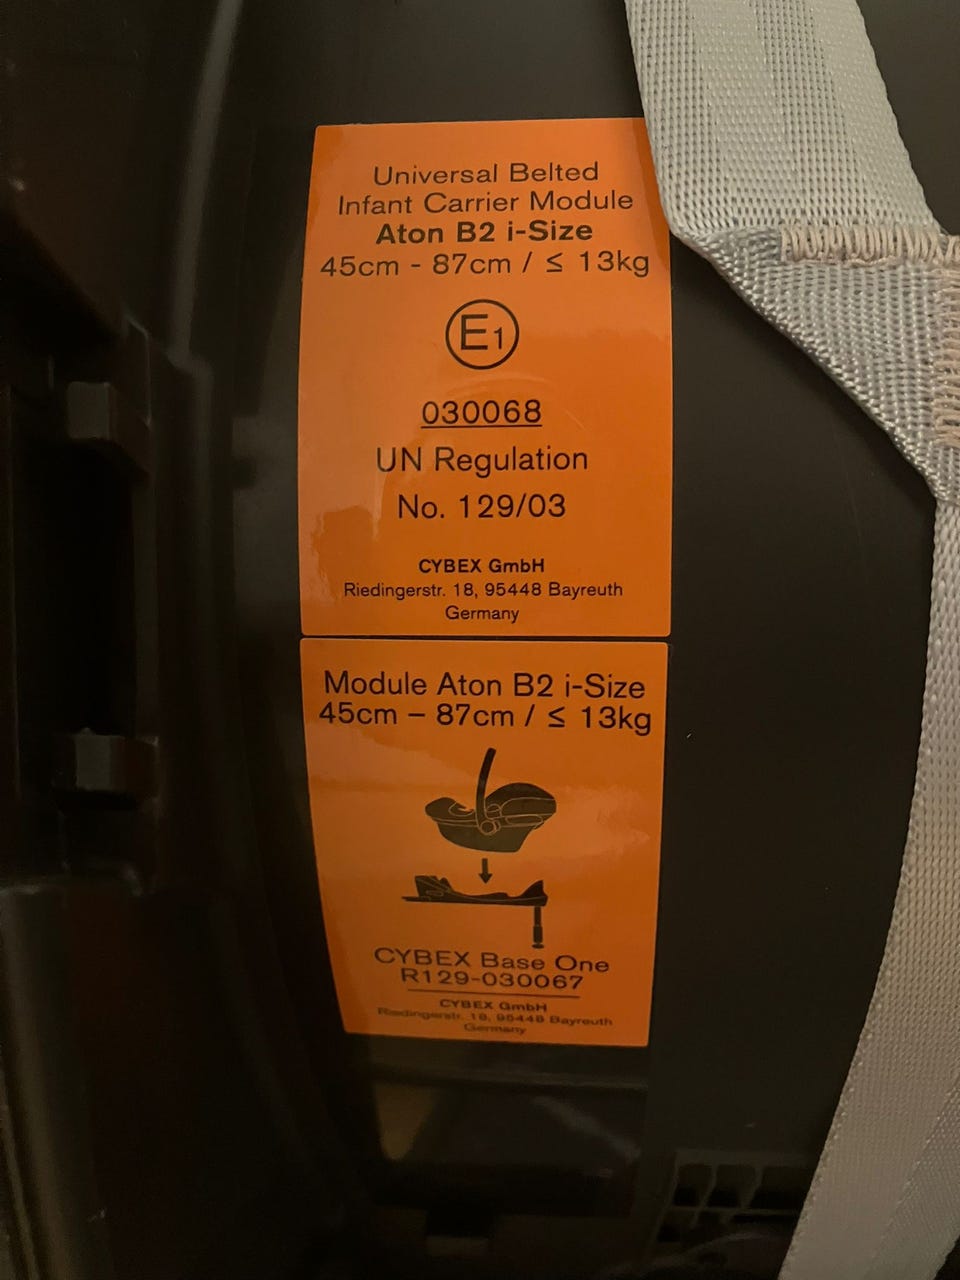 Universal Belted
Infant Carrier Module
Aton B2 i-Size
45cm - 87cm / ≤ 13kg
E1
030068
UN Regulation
No. 129/03
CYBEX GmbH
Riedingerstr. 18, 95448 Bayreuth
Germany
Module Aton B2 i-Size
45cm – 87cm / ≤ 13kg
CYBEX Base One
R129-030067
CYBEX GmbH
Riedingerstr. 18, 95448 Bayreuth
Germany